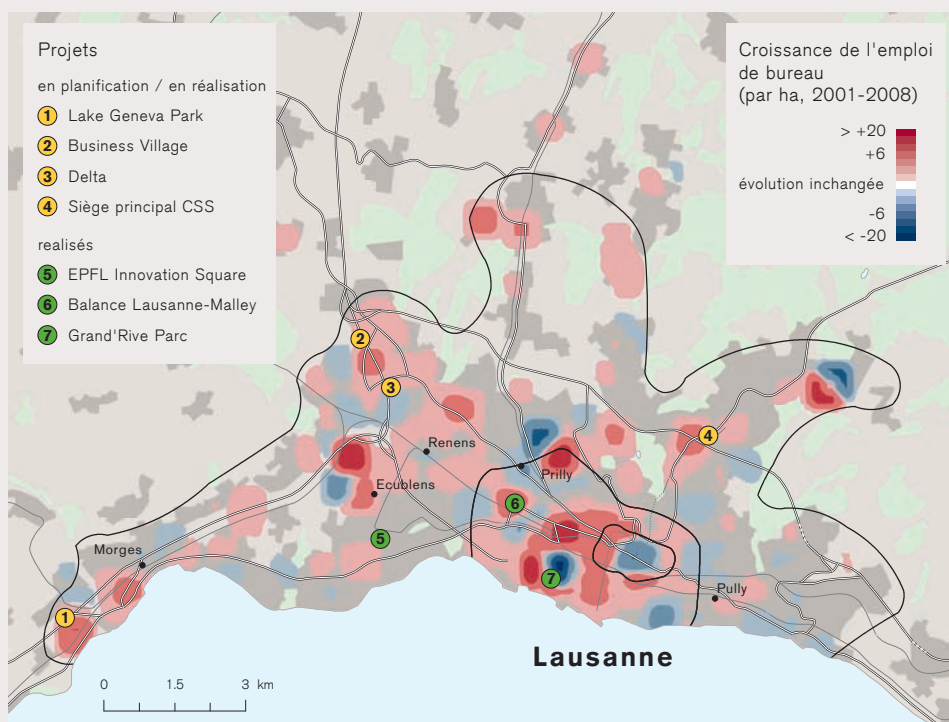 Projets
en planification / en réalisation
1 Lake Geneva Park
2 Business Village
3 Delta
4 Siège principal CSS
realisés
5 EPFL Innovation Square
6 Balance Lausanne-Malley
7 Grand'Rive Parc
Croissance de l'emploi
de bureau
(par ha, 2001-2008)
> +20
+6
évolution inchangée
-6
< -20
2
3
4
Renens
Prilly
Ecublens
6
5
Morges
7
Pully
1
Lausanne
0 1.5 3 km